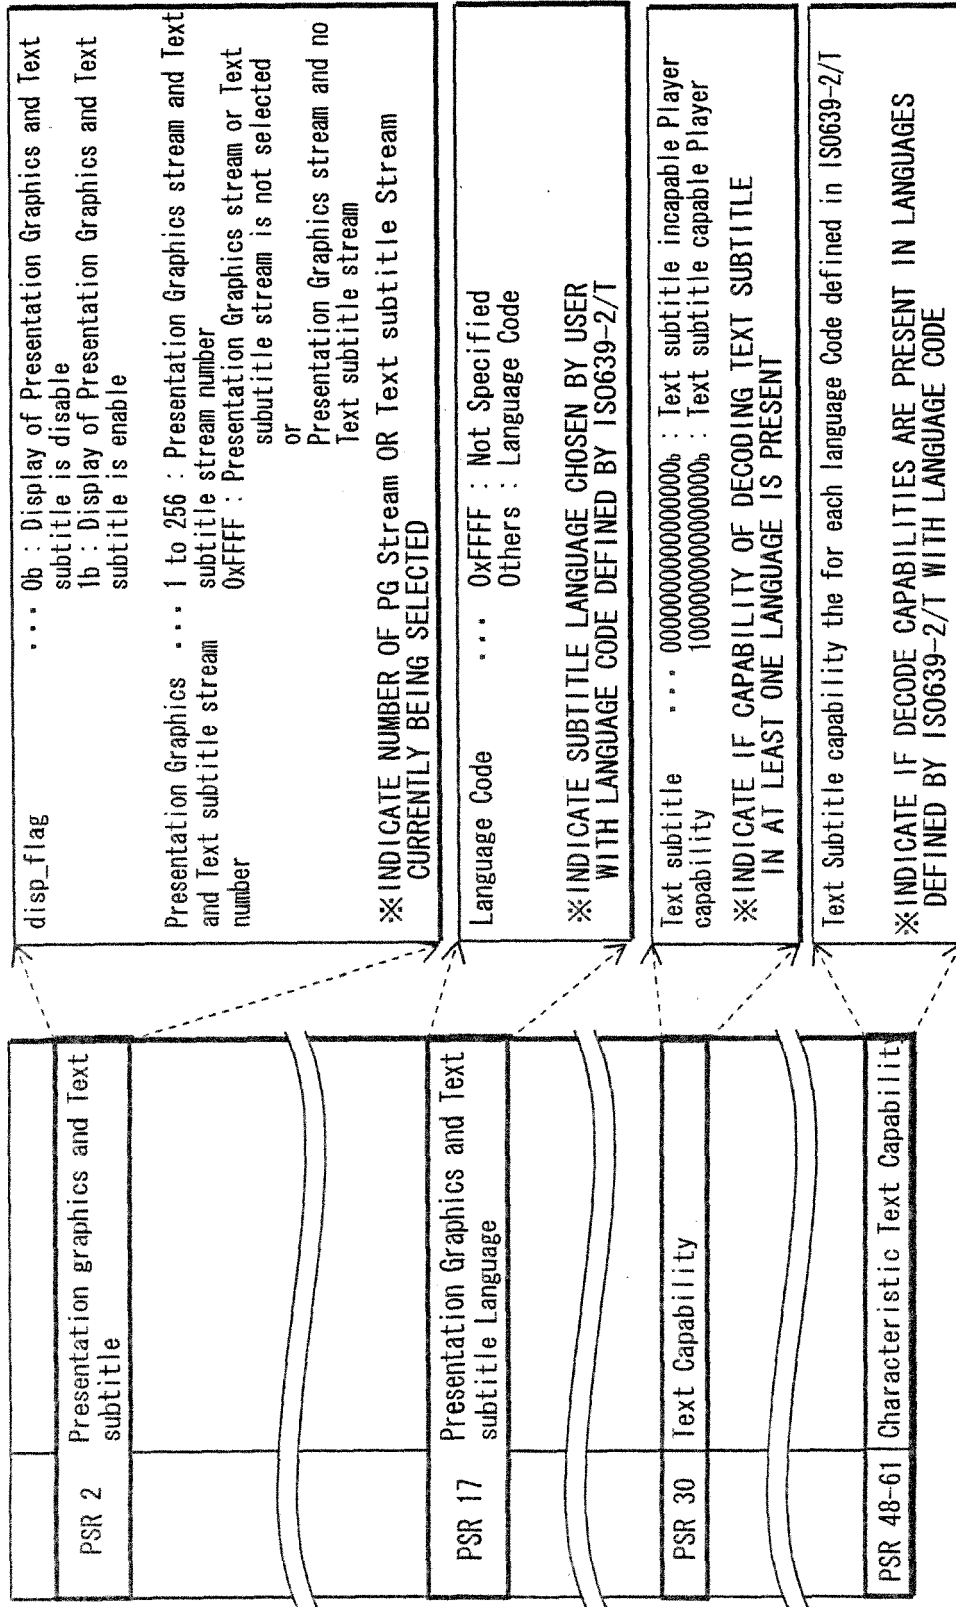 PSR 2
Presentation graphics and Text
subtitle
PSR 17
Presentation Graphics and Text
subtitle Language
PSR 30
Text Capability
PSR 48-61
Characteristic Text Capability
disp_flag
... 0b : Display of Presentation Graphics and Text
subtitle is disable
1b : Display of Presentation Graphics and Text
subtitle is enable
Presentation Graphics
and Text subtitle stream
number
... 1 to 256 : Presentation Graphics stream and Text
subtitle stream number
0xFFFF : Presentation Graphics stream or Text
subutitle stream is not selected
or
Presentation Graphics stream and no
Text subtitle stream
※INDICATE NUMBER OF PG Stream OR Text subtitle Stream
CURRENTLY BEING SELECTED
Language Code
... 0xFFFF : Not Specified
Others : Language Code
※INDICATE SUBTITLE LANGUAGE CHOSEN BY USER
WITH LANGUAGE CODE DEFINED BY ISO639-2/T
Text subtitle
capability
... 0000000000000000b : Text subtitle incapable Player
1000000000000000b : Text subtitle capable Player
※INDICATE IF CAPABILITY OF DECODING TEXT SUBTITLE
IN AT LEAST ONE LANGUAGE IS PRESENT
Text Subtitle capability the for each language Code defined in ISO639-2/T
※INDICATE IF DECODE CAPABILITIES ARE PRESENT IN LANGUAGES
DEFINED BY ISO639-2/T WITH LANGUAGE CODE